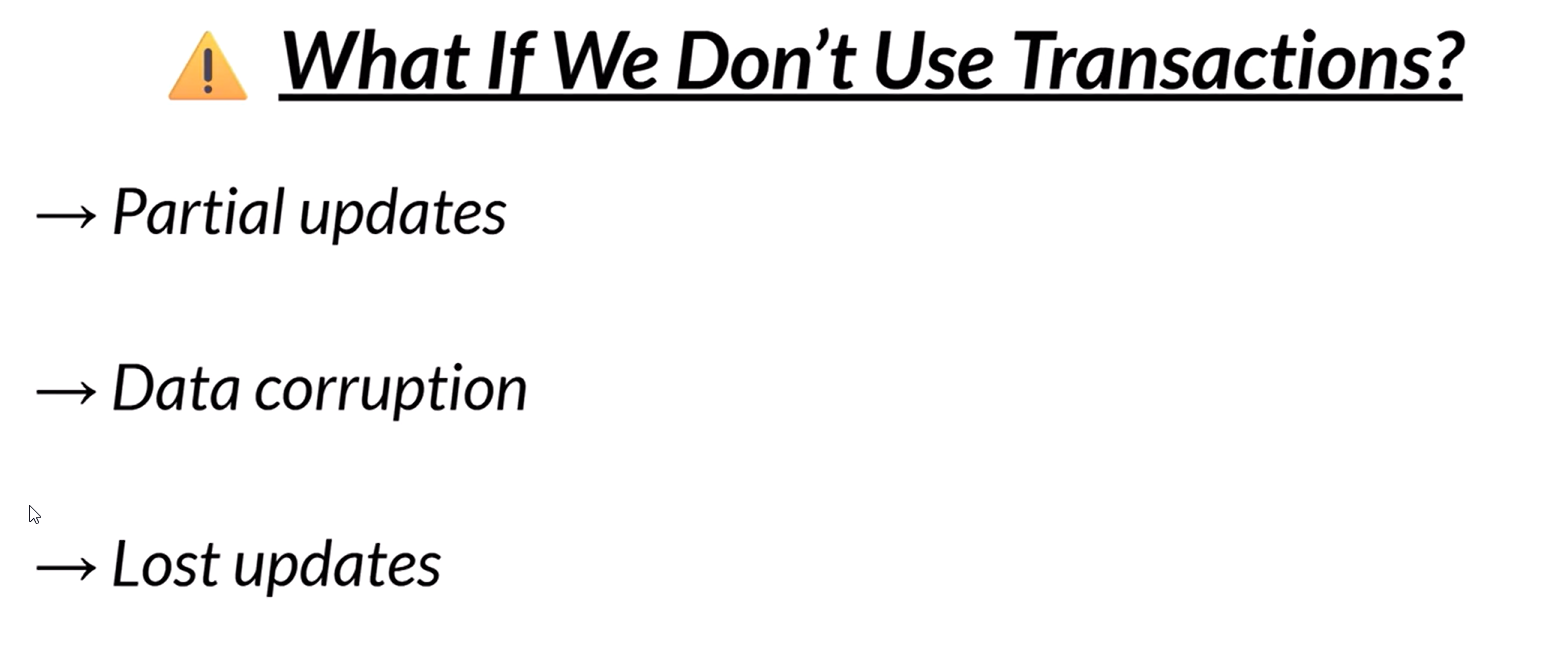 ⚠️ What If We Don’t Use Transactions?
→ Partial updates
→ Data corruption
→ Lost updates